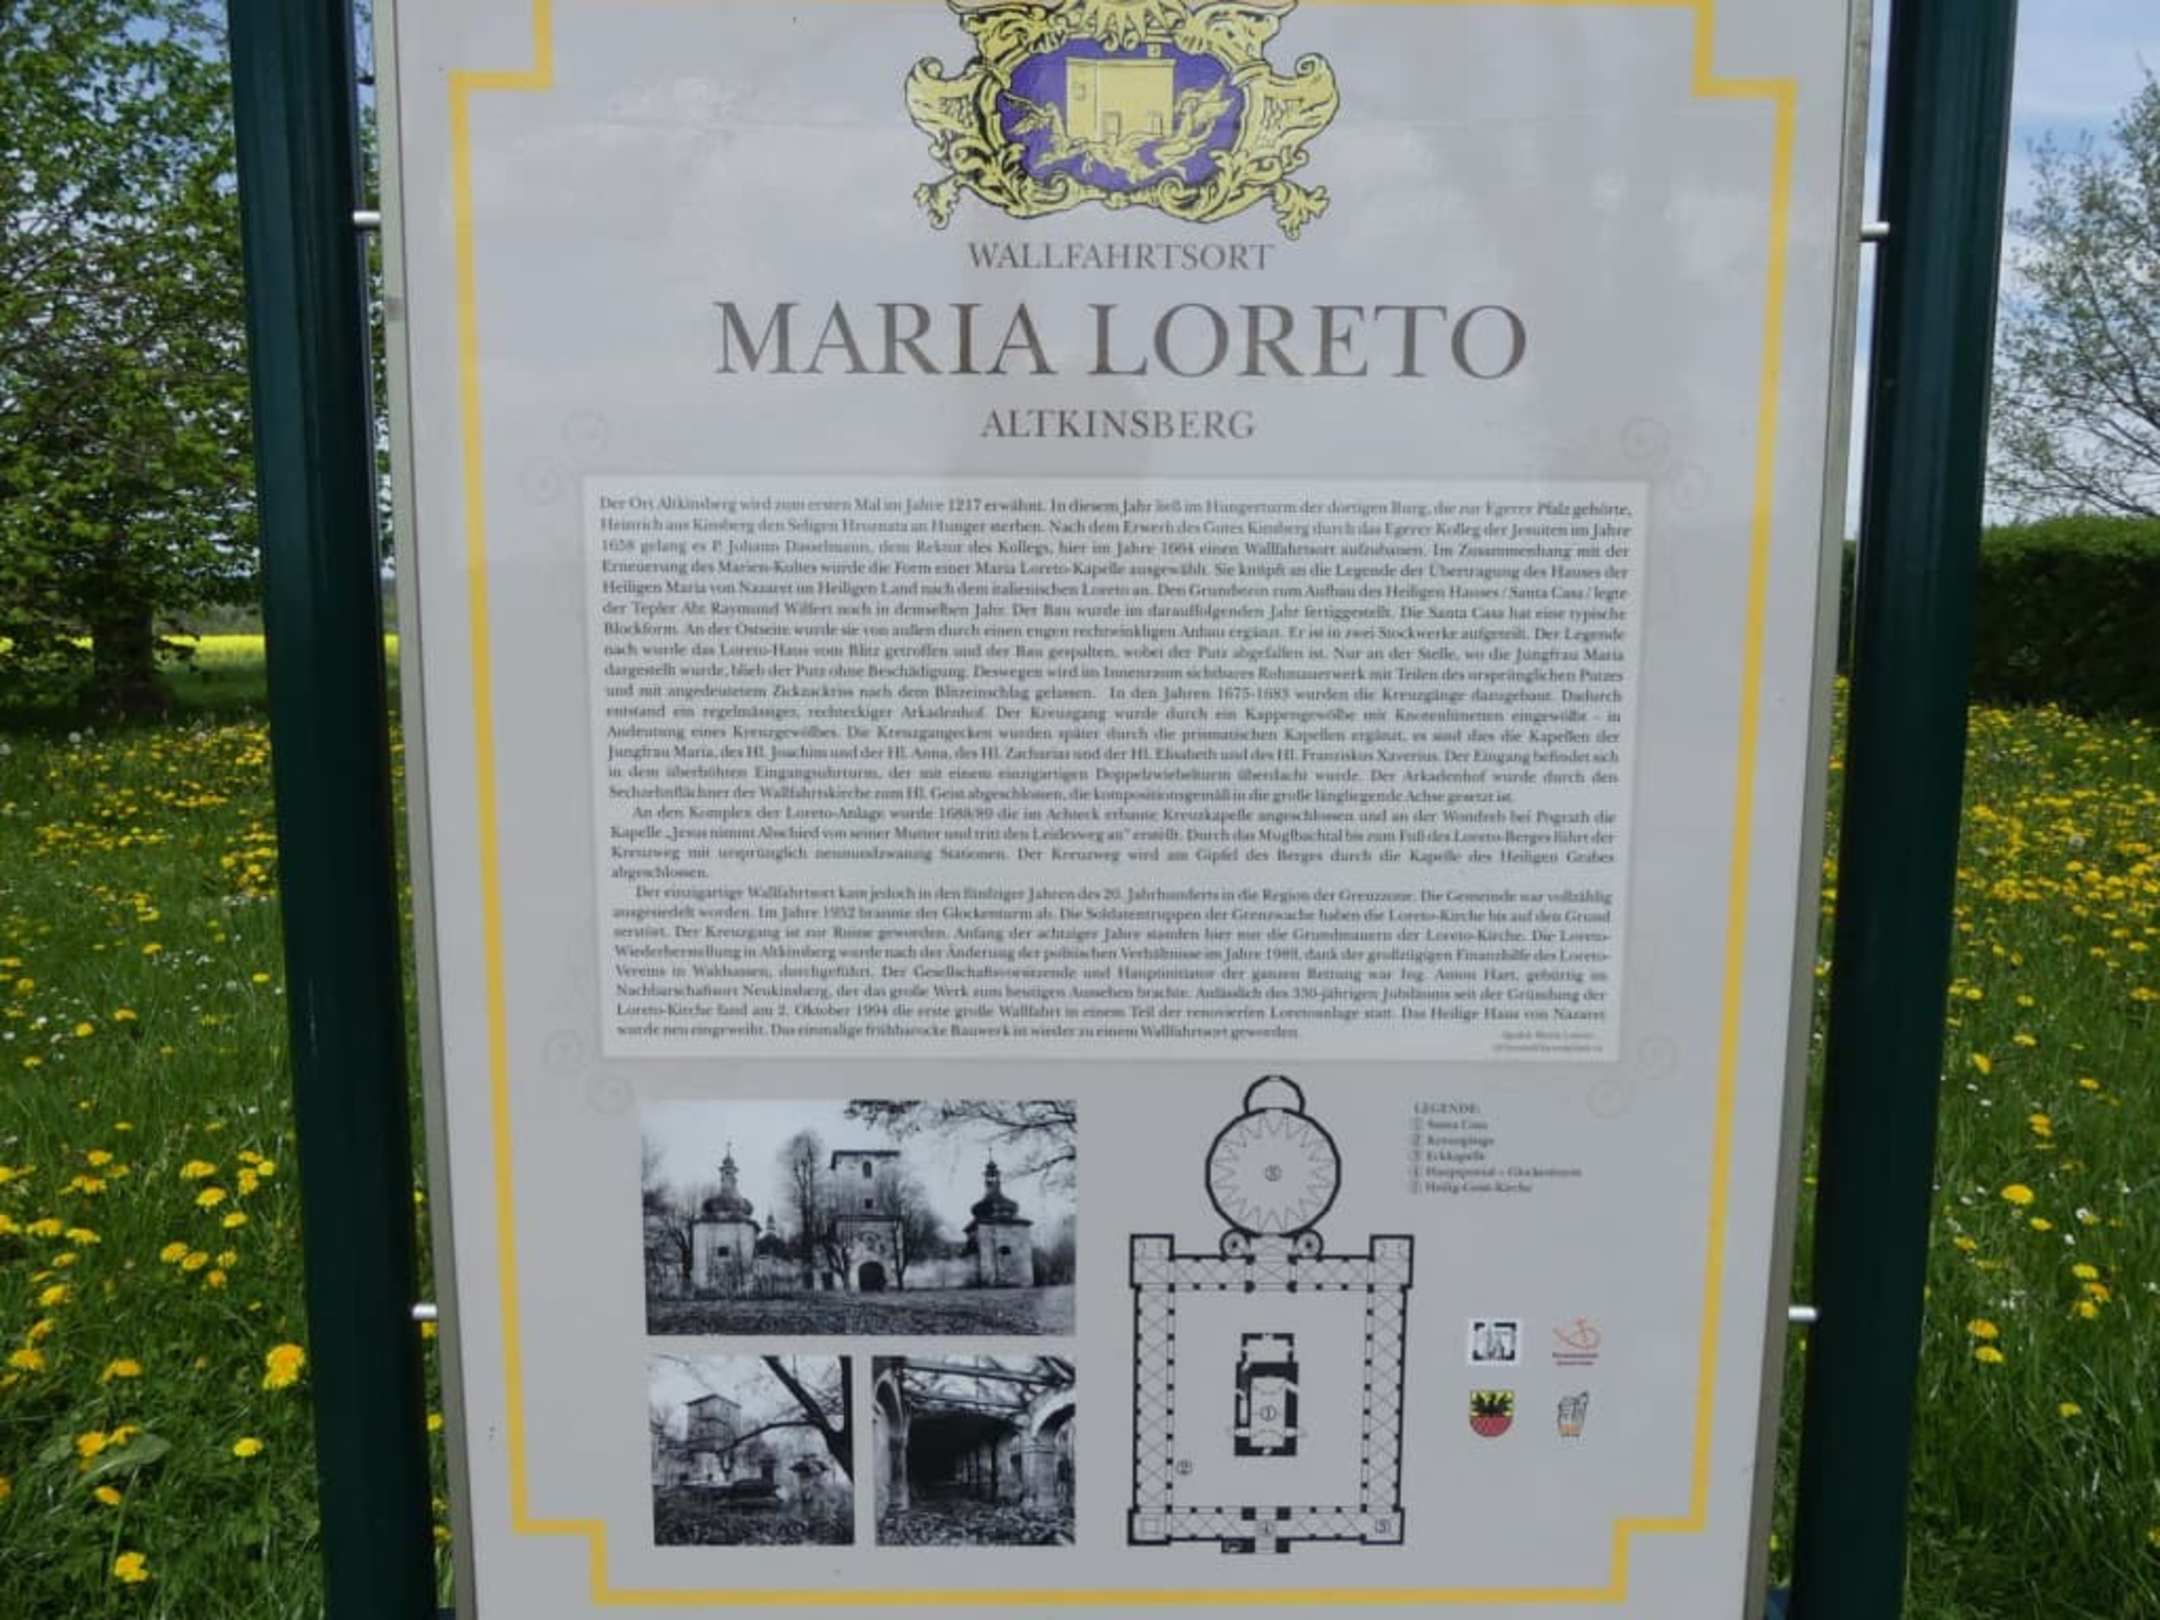 WALLFAHRTSORT
MARIA LORETO
ALTKINSBERG
Der Ort Altkinsberg wird zum ersten Mal im Jahre 1217 erwähnt. In diesem Jahr ließ im Hungerturm der dortigen Burg, die zur Egerer Pfalz gehörte,
Heinrich aus Kinsberg den Seligen Hroznata an Hunger sterben. Nach dem Erwerb des Gutes Kinsberg durch das Egerer Kolleg der Jesuiten im Jahre
1658 gelang es P. Johann Dasselmann, dem Rektor des Kollegs, hier im Jahre 1664 einen Wallfahrtsort aufzubauen. Im Zusammenhang mit der
Erneuerung des Marien-Kultes wurde die Form einer Maria Loreto-Kapelle ausgewählt. Sie knüpft an die Legende der Übertragung des Hauses der
Heiligen Maria von Nazaret im Heiligen Land nach dem italienischen Loreto an. Den Grundstein zum Aufbau des Heiligen Hauses / Santa Casa / legte
der Tepler Abt Raymund Wilfert noch in demselben Jahr. Der Bau wurde im darauffolgenden Jahr fertiggestellt. Die Santa Casa hat eine typische
Blockform. An der Ostseite wurde sie von außen durch einen engen rechtwinkligen Anbau ergänzt. Er ist in zwei Stockwerke aufgeteilt. Der Legende
nach wurde das Loreto-Haus vom Blitz getroffen und der Bau gespalten, wobei der Putz abgefallen ist. Nur an der Stelle, wo die Jungfrau Maria
dargestellt wurde, blieb der Putz ohne Beschädigung. Deswegen wird im Innenraum sichtbares Rohmauerwerk mit Teilen des ursprünglichen Putzes
und mit angedeutetem Zickzackriss nach dem Blitzeinschlag gelassen. In den Jahren 1675-1683 wurden die Kreuzgänge dazugebaut. Dadurch
entstand ein regelmässiger, rechteckiger Arkadenhof. Der Kreuzgang wurde durch ein Kappengewölbe mit Knotenlünetten eingewölbt - in
Andeutung eines Kreuzgewölbes. Die Kreuzgangecken wurden später durch die prismatischen Kapellen ergänzt, es sind dies die Kapellen der
Jungfrau Maria, des Hl. Joachim und der Hl. Anna, des Hl. Zacharias und der Hl. Elisabeth und des Hl. Franziskus Xaverius. Der Eingang befindet sich
in dem überhöhten Eingangsuhrturm, der mit einem einzigartigen Doppelzwiebelturm überdacht wurde. Der Arkadenhof wurde durch den
Sechzehnflächner der Wallfahrtskirche zum Hl. Geist abgeschlossen, die kompositionsgemäß in die große längliegende Achse gesetzt ist.
An den Komplex der Loreto-Anlage wurde 1688/89 die im Achteck erbaute Kreuzkapelle angeschlossen und an der Wondreb bei Pograth die
Kapelle „Jesus nimmt Abschied von seiner Mutter und tritt den Leidesweg an" erstellt. Durch das Muglbachtal bis zum Fuß des Loreto-Berges führt der
Kreuzweg mit ursprünglich neunundzwanzig Stationen. Der Kreuzweg wird am Gipfel des Berges durch die Kapelle des Heiligen Grabes
abgeschlossen.
Der einzigartige Wallfahrtsort kam jedoch in den fünfziger Jahren des 20. Jahrhunderts in die Region der Grenzzone. Die Gemeinde war vollzählig
ausgesiedelt worden. Im Jahre 1952 brannte der Glockenturm ab. Die Soldatentruppen der Grenzwache haben die Loreto-Kirche bis auf den Grund
zerstört. Der Kreuzgang ist zur Ruine geworden. Anfang der achtziger Jahre standen hier nur die Grundmauern der Loreto-Kirche. Die Loreto-
Wiederherstellung in Altkinsberg wurde nach der Änderung der politischen Verhältnisse im Jahre 1989, dank der großzügigen Finanzhilfe des Loreto-
Vereins in Waldsassen, durchgeführt. Der Gesellschaftsvorsitzende und Hauptinitiator der ganzen Rettung war Ing. Anton Hart, gebürtig im
Nachbarschaftsort Neukinsberg, der das große Werk zum heutigen Aussehen brachte. Anlässlich des 330-jährigen Jubiläums seit der Gründung der
Loreto-Kirche fand am 2. Oktober 1994 die erste große Wallfahrt in einem Teil der renovierten Loretoanlage statt. Das Heilige Haus von Nazaret
wurde neu eingeweiht. Das einmalige frühbarocke Bauwerk ist wieder zu einem Wallfahrtsort geworden.
LEGENDE:
1 Santa Casa
2 Kreuzgänge
3 Eckkapelle
4 Hauptportal - Glockenturm
5 Heilig-Geist-Kirche
5
1
2
4
3